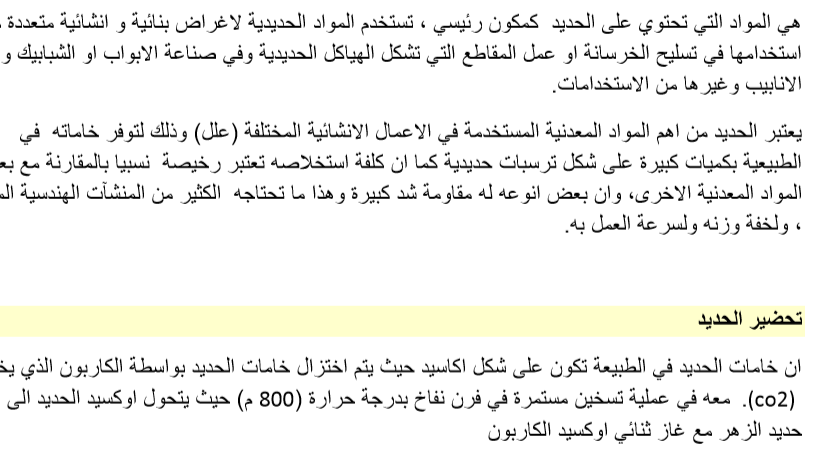 هي المواد التي تحتوي على الحديد كمكون رئيسي ، تستخدم المواد الحديدية لاغراض بنائية و انشائية متعددة
استخدامها في تسليح الخرسانة او عمل المقاطع التي تشكل الهياكل الحديدية وفي صناعة الابواب او الشبابيك و
الانابيب وغيرها من الاستخدامات.
يعتبر الحديد من اهم المواد المعدنية المستخدمة في الاعمال الانشائية المختلفة (علل) وذلك لتوفر خاماته في
الطبيعية بكميات كبيرة على شكل ترسبات حديدية كما ان كلفة استخلاصه تعتبر رخيصة نسبيا بالمقارنة مع
المواد المعدنية الاخرى، وان بعض انوعه له مقاومة شد كبيرة وهذا ما تحتاجه الكثير من المنشآت الهندسية
، ولخفة وزنه ولسرعة العمل به.
تحضير الحديد
ان خامات الحديد في الطبيعة تكون على شكل اكاسيد حيث يتم اختزال خامات الحديد بواسطة الكاربون الذي
(co2). معه في عملية تسخين مستمرة في فرن نفاخ بدرجة حرارة (800 م) حيث يتحول اوكسيد الحديد الى
حديد الزهر مع غاز ثنائي اوكسيد الكاربون